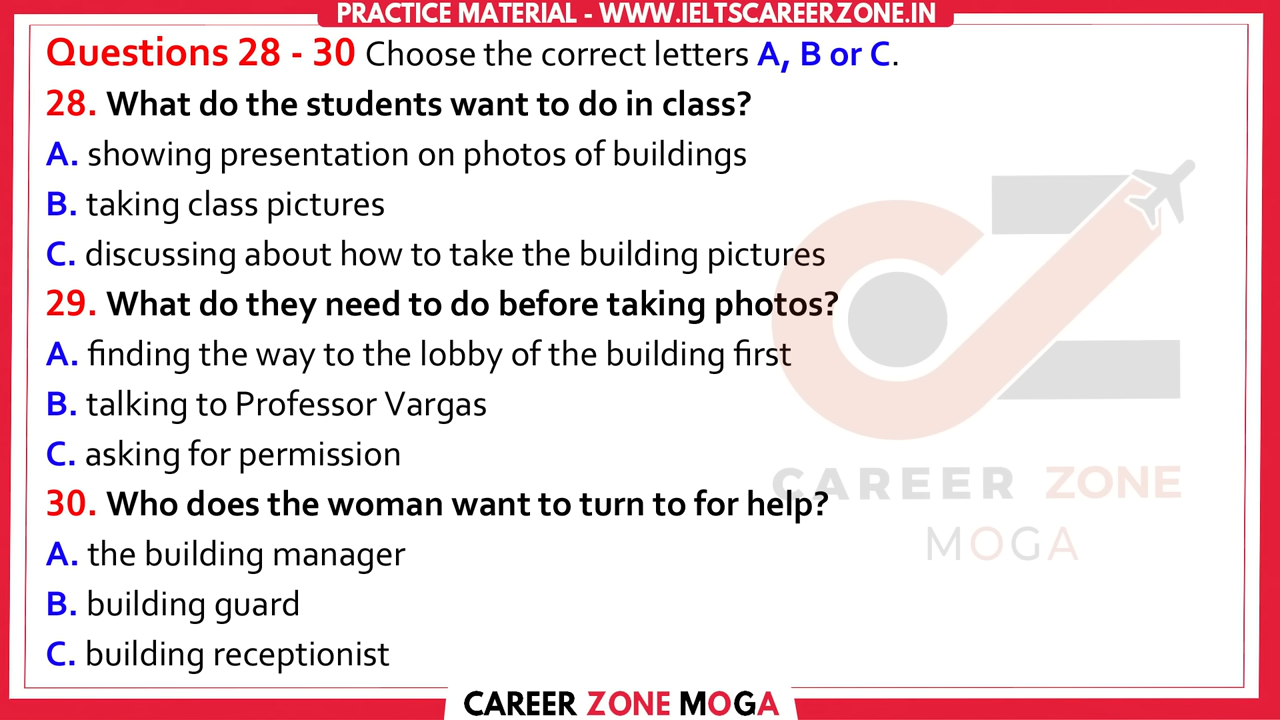 PRACTICE MATERIAL - WWW.IELTSCAREERZONE.IN
Questions 28 - 30 Choose the correct letters A, B or C.
28. What do the students want to do in class?
A. showing presentation on photos of buildings
B. taking class pictures
C. discussing about how to take the building pictures
29. What do they need to do before taking photos?
A. finding the way to the lobby of the building first
B. talking to Professor Vargas
C. asking for permission
30. Who does the woman want to turn to for help?
A. the building manager
B. building guard
C. building receptionist
CAREER ZONE
MOGA
CAREER ZONE MOGA